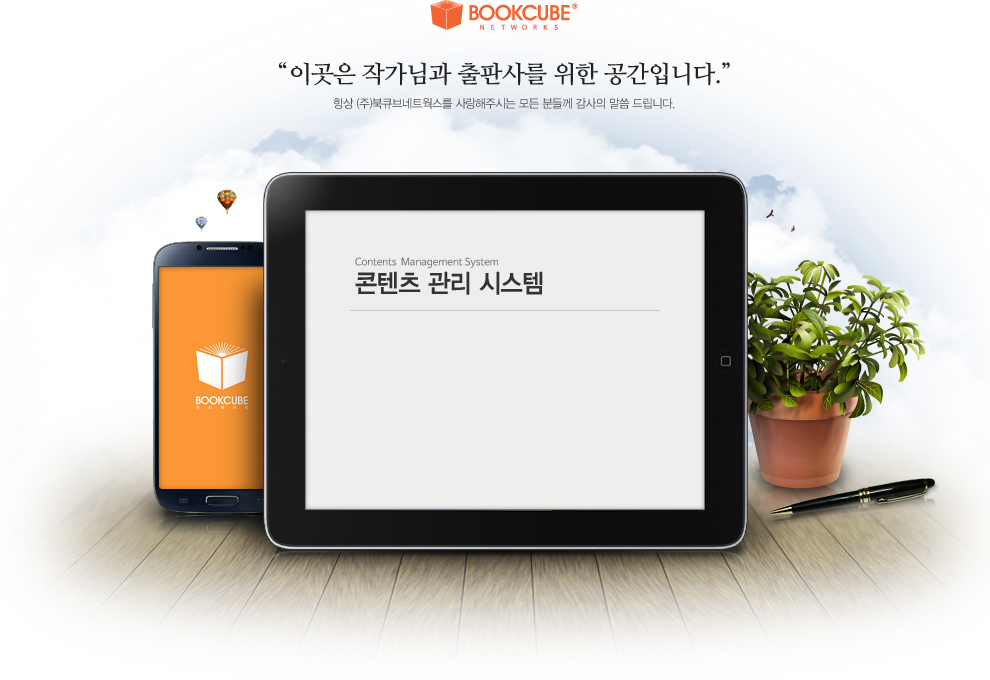 BOOKCUBE®
NETWORKS
“이곳은 작가님과 출판사를 위한 공간입니다.”
항상 (주)북큐브네트웍스를 사랑해주시는 모든 분들께 감사의 말씀 드립니다.
Contents Management System
콘텐츠 관리 시스템
BOOKCUBE